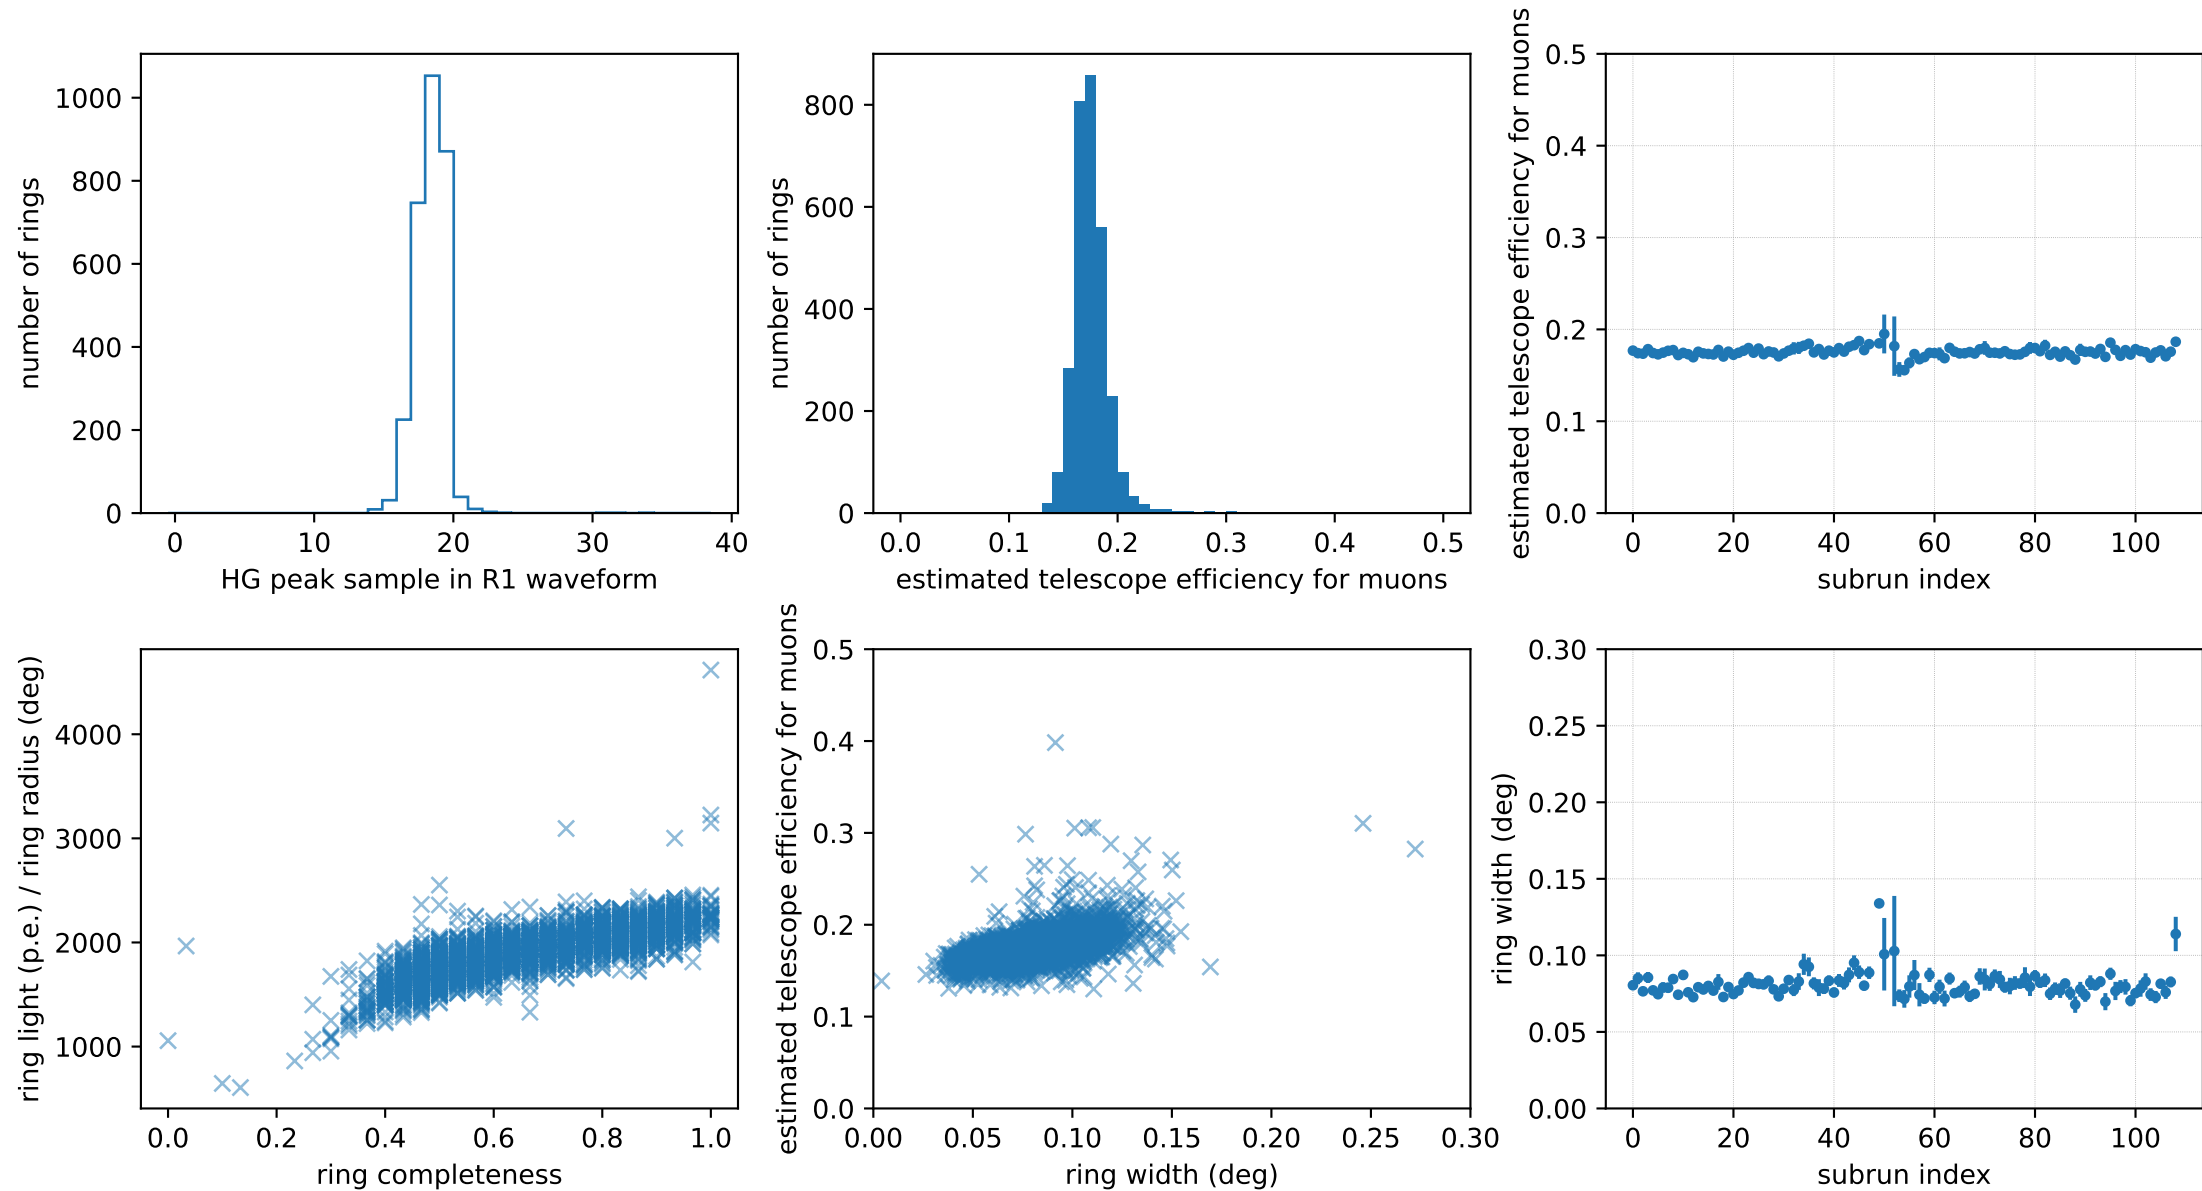 number of rings
1000
800
600
400
200
0
0 10 20 30 40
HG peak sample in R1 waveform
number of rings
800
600
400
200
0
0.0 0.1 0.2 0.3 0.4 0.5
estimated telescope efficiency for muons
estimated telescope efficiency for muons
0.5
0.4
0.3
0.2
0.1
0.0
0 20 40 60 80 100
subrun index
ring light (p.e.) / ring radius (deg)
4000
3000
2000
1000
0.0 0.2 0.4 0.6 0.8 1.0
ring completeness
estimated telescope efficiency for muons
0.5
0.4
0.3
0.2
0.1
0.0
0.00 0.05 0.10 0.15 0.20 0.25 0.30
ring width (deg)
ring width (deg)
0.30
0.25
0.20
0.15
0.10
0.05
0.00
0 20 40 60 80 100
subrun index